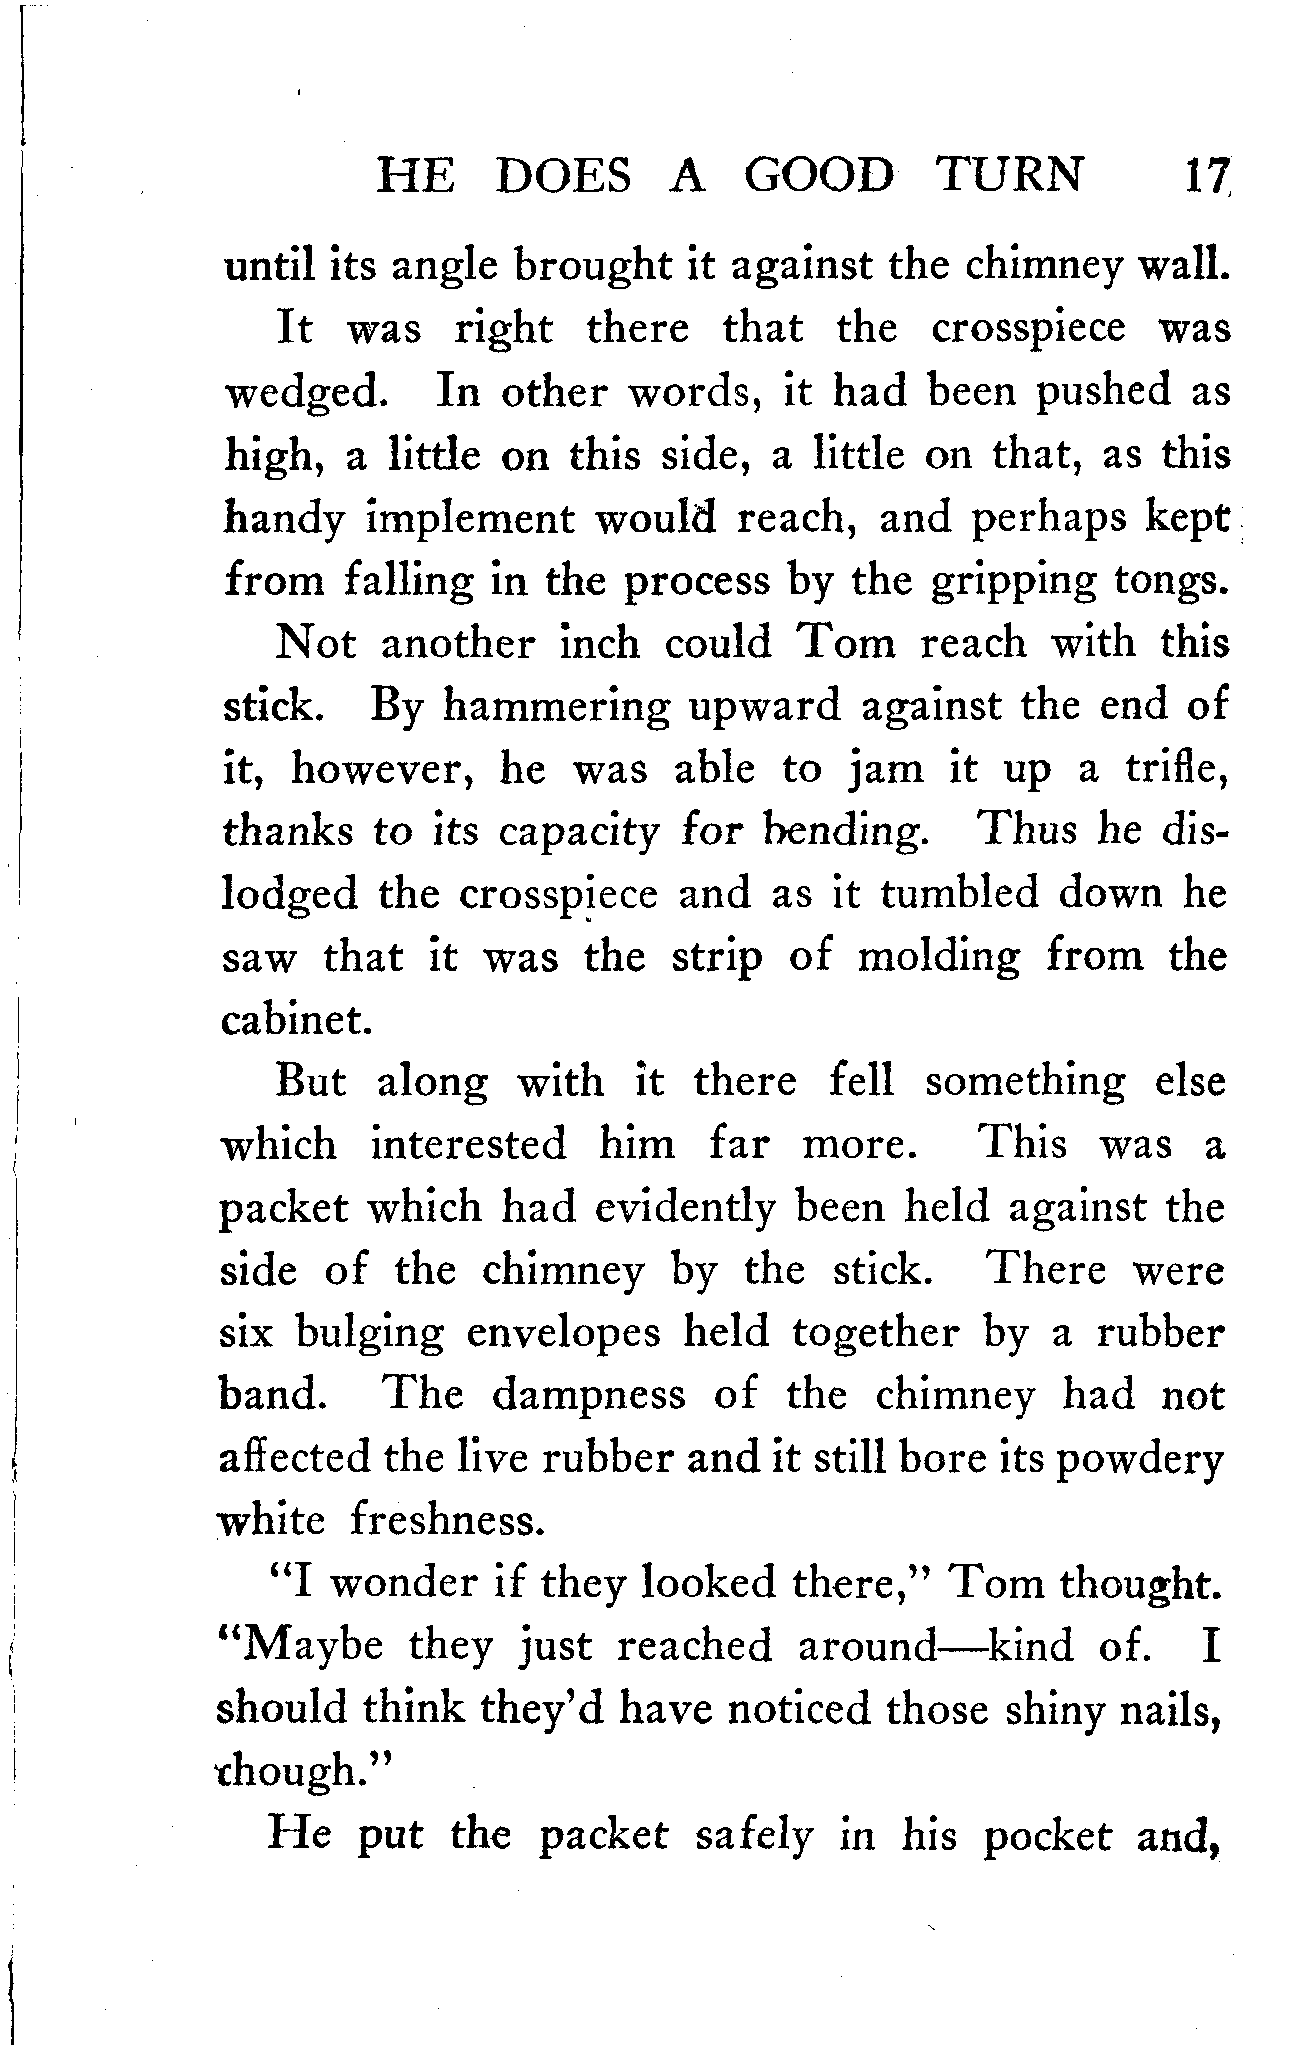 HE DOES A GOOD TURN 17
until its angle brought it against the chimney wall.
It was right there that the crosspiece was
wedged. In other words, it had been pushed as
high, a little on this side, a little on that, as this
handy implement would reach, and perhaps kept
from falling in the process by the gripping tongs.
Not another inch could Tom reach with this
stick. By hammering upward against the end of
it, however, he was able to jam it up a trifle,
thanks to its capacity for bending. Thus he dis-
lodged the crosspiece and as it tumbled down he
saw that it was the strip of molding from the
cabinet.
But along with it there fell something else
which interested him far more. This was a
packet which had evidently been held against the
side of the chimney by the stick. There were
six bulging envelopes held together by a rubber
band. The dampness of the chimney had not
affected the live rubber and it still bore its powdery
white freshness.
"I wonder if they looked there," Tom thought.
"Maybe they just reached around—kind of. I
should think they'd have noticed those shiny nails,
though."
He put the packet safely in his pocket and,